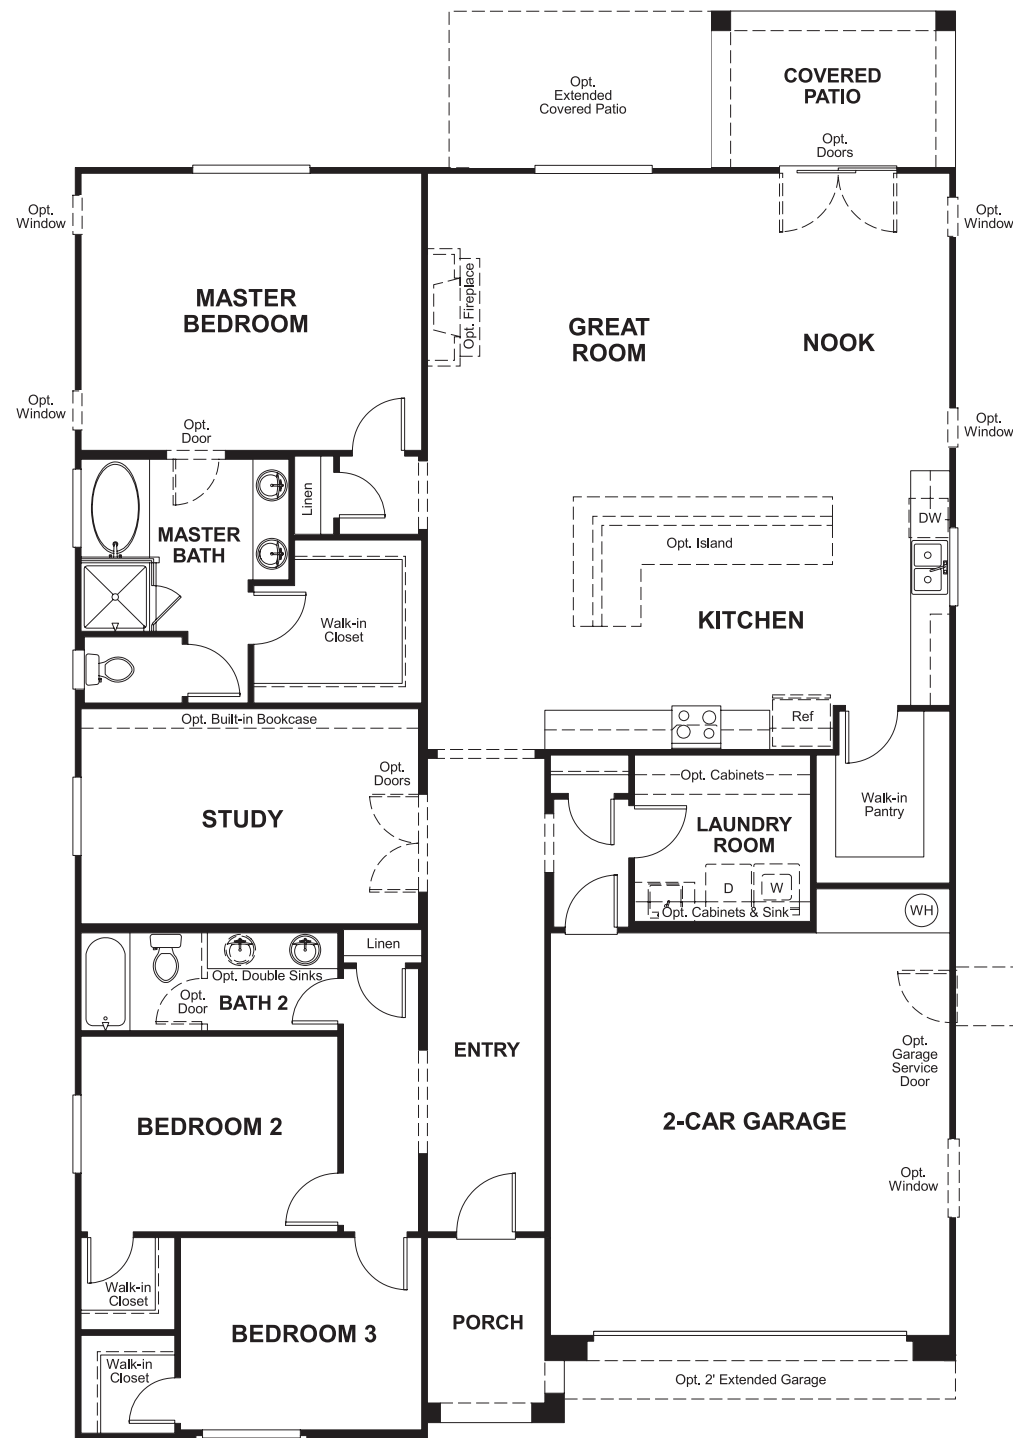 COVERED
PATIO
Opt.
Extended
Covered Patio
Opt.
Doors
Opt.
Window
Opt.
Window
MASTER
BEDROOM
Opt. Fireplace
GREAT
ROOM
NOOK
Opt.
Window
Opt.
Door
Opt.
Window
Linen
MASTER
BATH
DW
Opt. Island
KITCHEN
Walk-in
Closet
Opt. Built-in Bookcase
Ref
Opt.
Doors
Opt. Cabinets
STUDY
LAUNDRY
ROOM
Walk-in
Pantry
D
W
Opt. Cabinets & Sink
WH
Linen
Opt. Double Sinks
Opt.
Door
BATH 2
ENTRY
Opt.
Garage
Service
Door
BEDROOM 2
2-CAR GARAGE
Opt.
Window
Walk-in
Closet
PORCH
BEDROOM 3
Walk-in
Closet
Opt. 2' Extended Garage